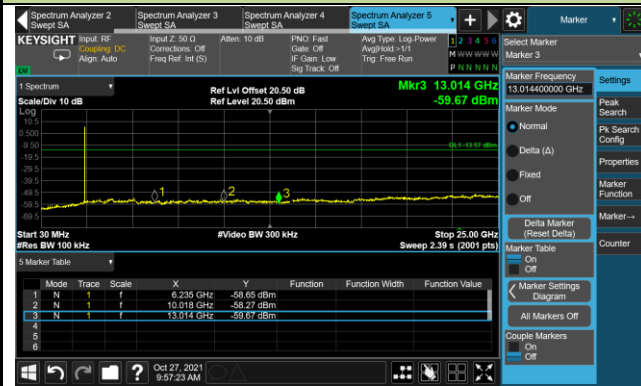 Spectrum Analyzer 2
Swept SA
Spectrum Analyzer 3
Swept SA
Spectrum Analyzer 4
Swept SA
Spectrum Analyzer 5
Swept SA
Marker
KEYSIGHT
Input: RF
Coupling: DC
Align: Auto
Input Z: 50 Ω
Corrections: Off
Freq Ref: Int (S)
Atten: 10 dB
PNO: Fast
Gate: Off
IF Gain: Low
Sig Track: Off
Avg Type: Log-Power
Avg|Hold:>1/1
Trig: Free Run
1 2 3 4 5 6
M W W W W W
P N N N N N
Select Marker
Marker 3
1 Spectrum
Scale/Div 10 dB
Ref Lvl Offset 20.50 dB
Ref Level 20.50 dBm
Mkr3 13.014 GHz
-59.67 dBm
Log
10.5
0.500
-9.50
-19.5
-29.5
-39.5
-49.5
-59.5
-69.5
DL1 -13.57 dBm
1
2
3
Start 30 MHz
#Res BW 100 kHz
#Video BW 300 kHz
Stop 25.00 GHz
Sweep 2.39 s (2001 pts)
5 Marker Table
Mode Trace Scale X Y Function Function Width Function Value
1 N 1 f 6.235 GHz -58.65 dBm
2 N 1 f 10.018 GHz -58.27 dBm
3 N 1 f 13.014 GHz -59.67 dBm
4
5
6
Marker Frequency
13.014400000 GHz
Marker Mode
Normal
Delta (Δ)
Fixed
Off
Delta Marker
(Reset Delta)
Marker Table
On
Off
Marker Settings
Diagram
All Markers Off
Couple Markers
On
Off
Settings
Peak
Search
Pk Search
Config
Properties
Marker
Function
Marker→
Counter
Oct 27, 2021
9:57:23 AM